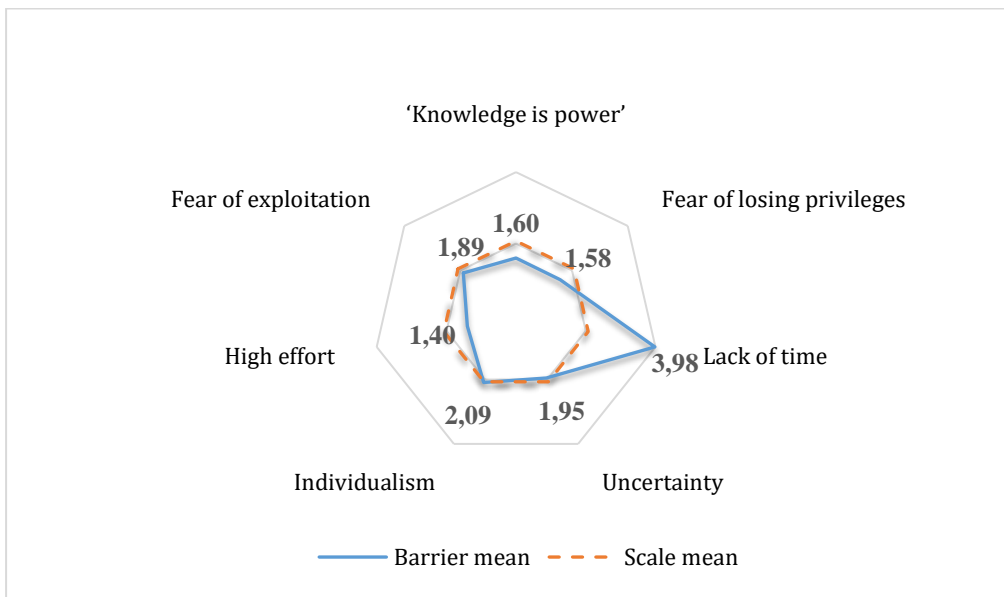 ‘Knowledge is power’
Fear of exploitation
Fear of losing privileges
1,60
1,89
1,58
1,40
High effort
Lack of time
3,98
2,09
1,95
Individualism
Uncertainty
Barrier mean
Scale mean